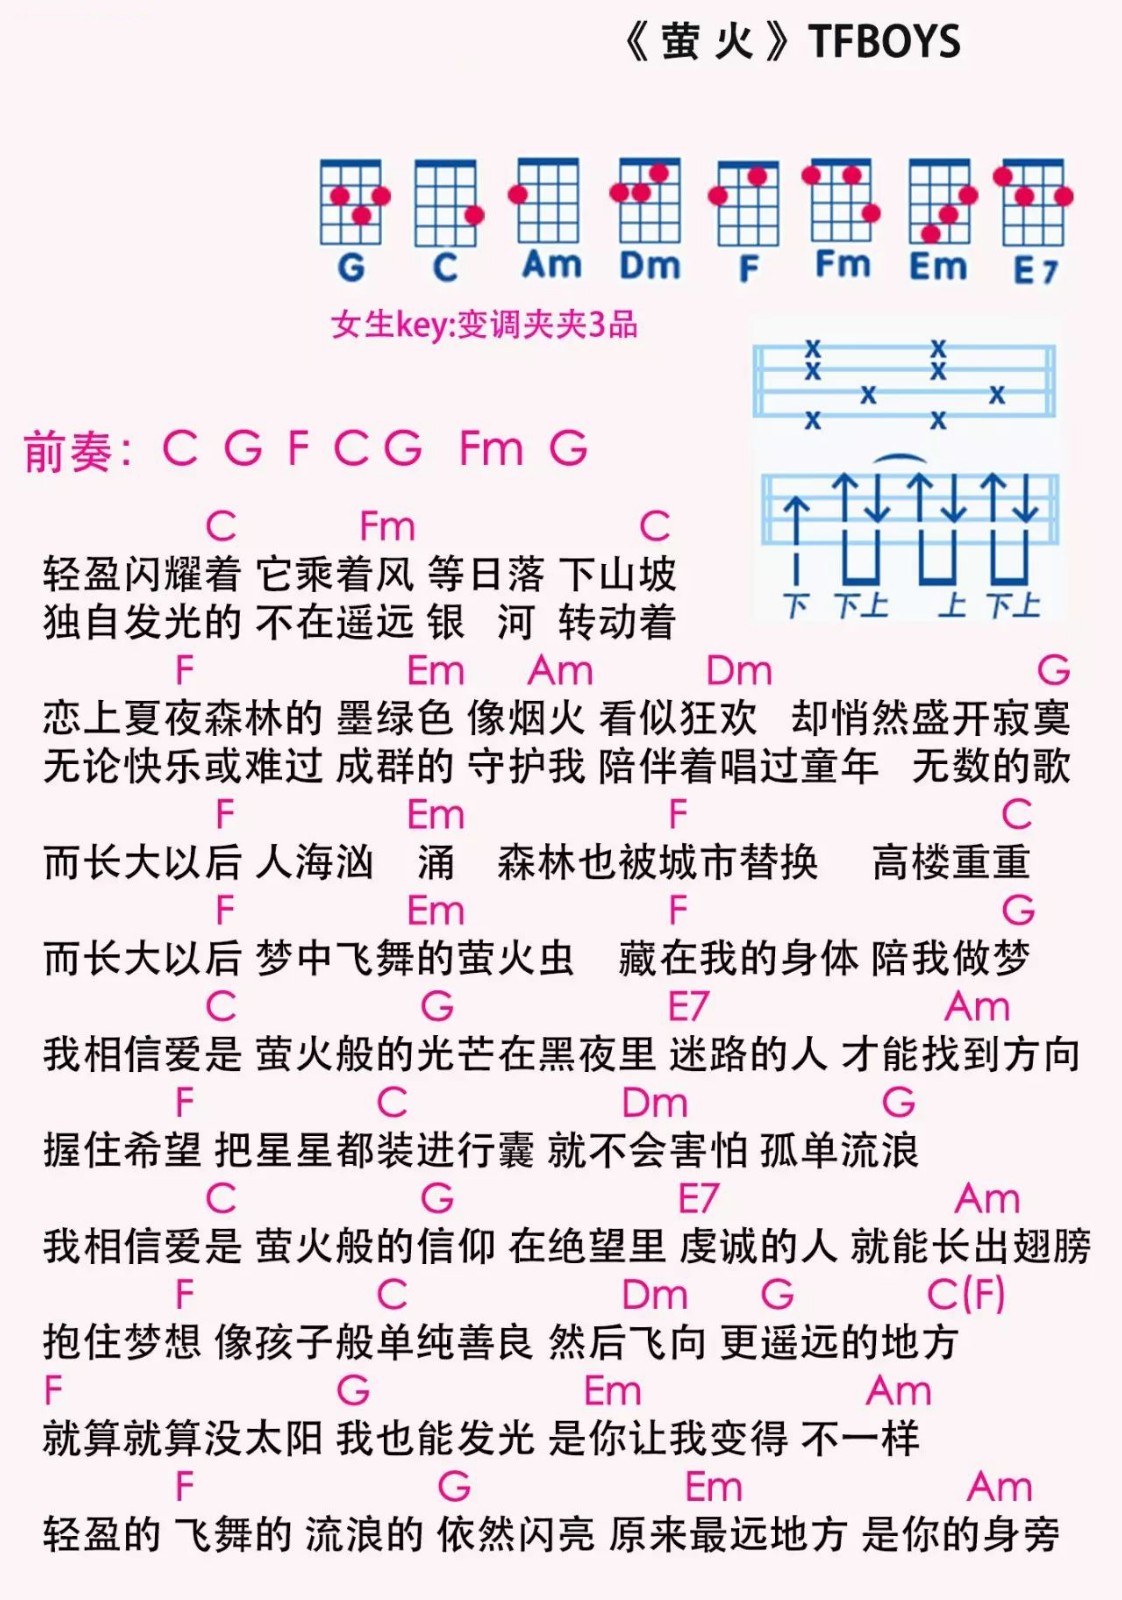 《 萤 火 》TFBOYS
G C Am Dm F Fm Em E7
女生key:变调夹夹3品
x x
x x
x x
x x
前奏: C G F C G Fm G
下 下上 上 下上
C Fm C
轻盈闪耀着 它乘着风 等日落 下山坡
独自发光的 不在遥远 银 河 转动着
F Em Am Dm G
恋上夏夜森林的 墨绿色 像烟火 看似狂欢 却悄然盛开寂寞
无论快乐或难过 成群的 守护我 陪伴着唱过童年 无数的歌
F Em F C
而长大以后 人海汹 涌 森林也被城市替换 高楼重重
F Em F G
而长大以后 梦中飞舞的萤火虫 藏在我的身体 陪我做梦
C G E7 Am
我相信爱是 萤火般的光芒在黑夜里 迷路的人 才能找到方向
F C Dm G
握住希望 把星星都装进行囊 就不会害怕 孤单流浪
C G E7 Am
我相信爱是 萤火般的信仰 在绝望里 虔诚的人 就能长出翅膀
F C Dm G C(F)
抱住梦想 像孩子般单纯善良 然后飞向 更遥远的地方
F G Em Am
就算就算没太阳 我也能发光 是你让我变得 不一样
F G Em Am
轻盈的 飞舞的 流浪的 依然闪亮 原来最远地方 是你的身旁